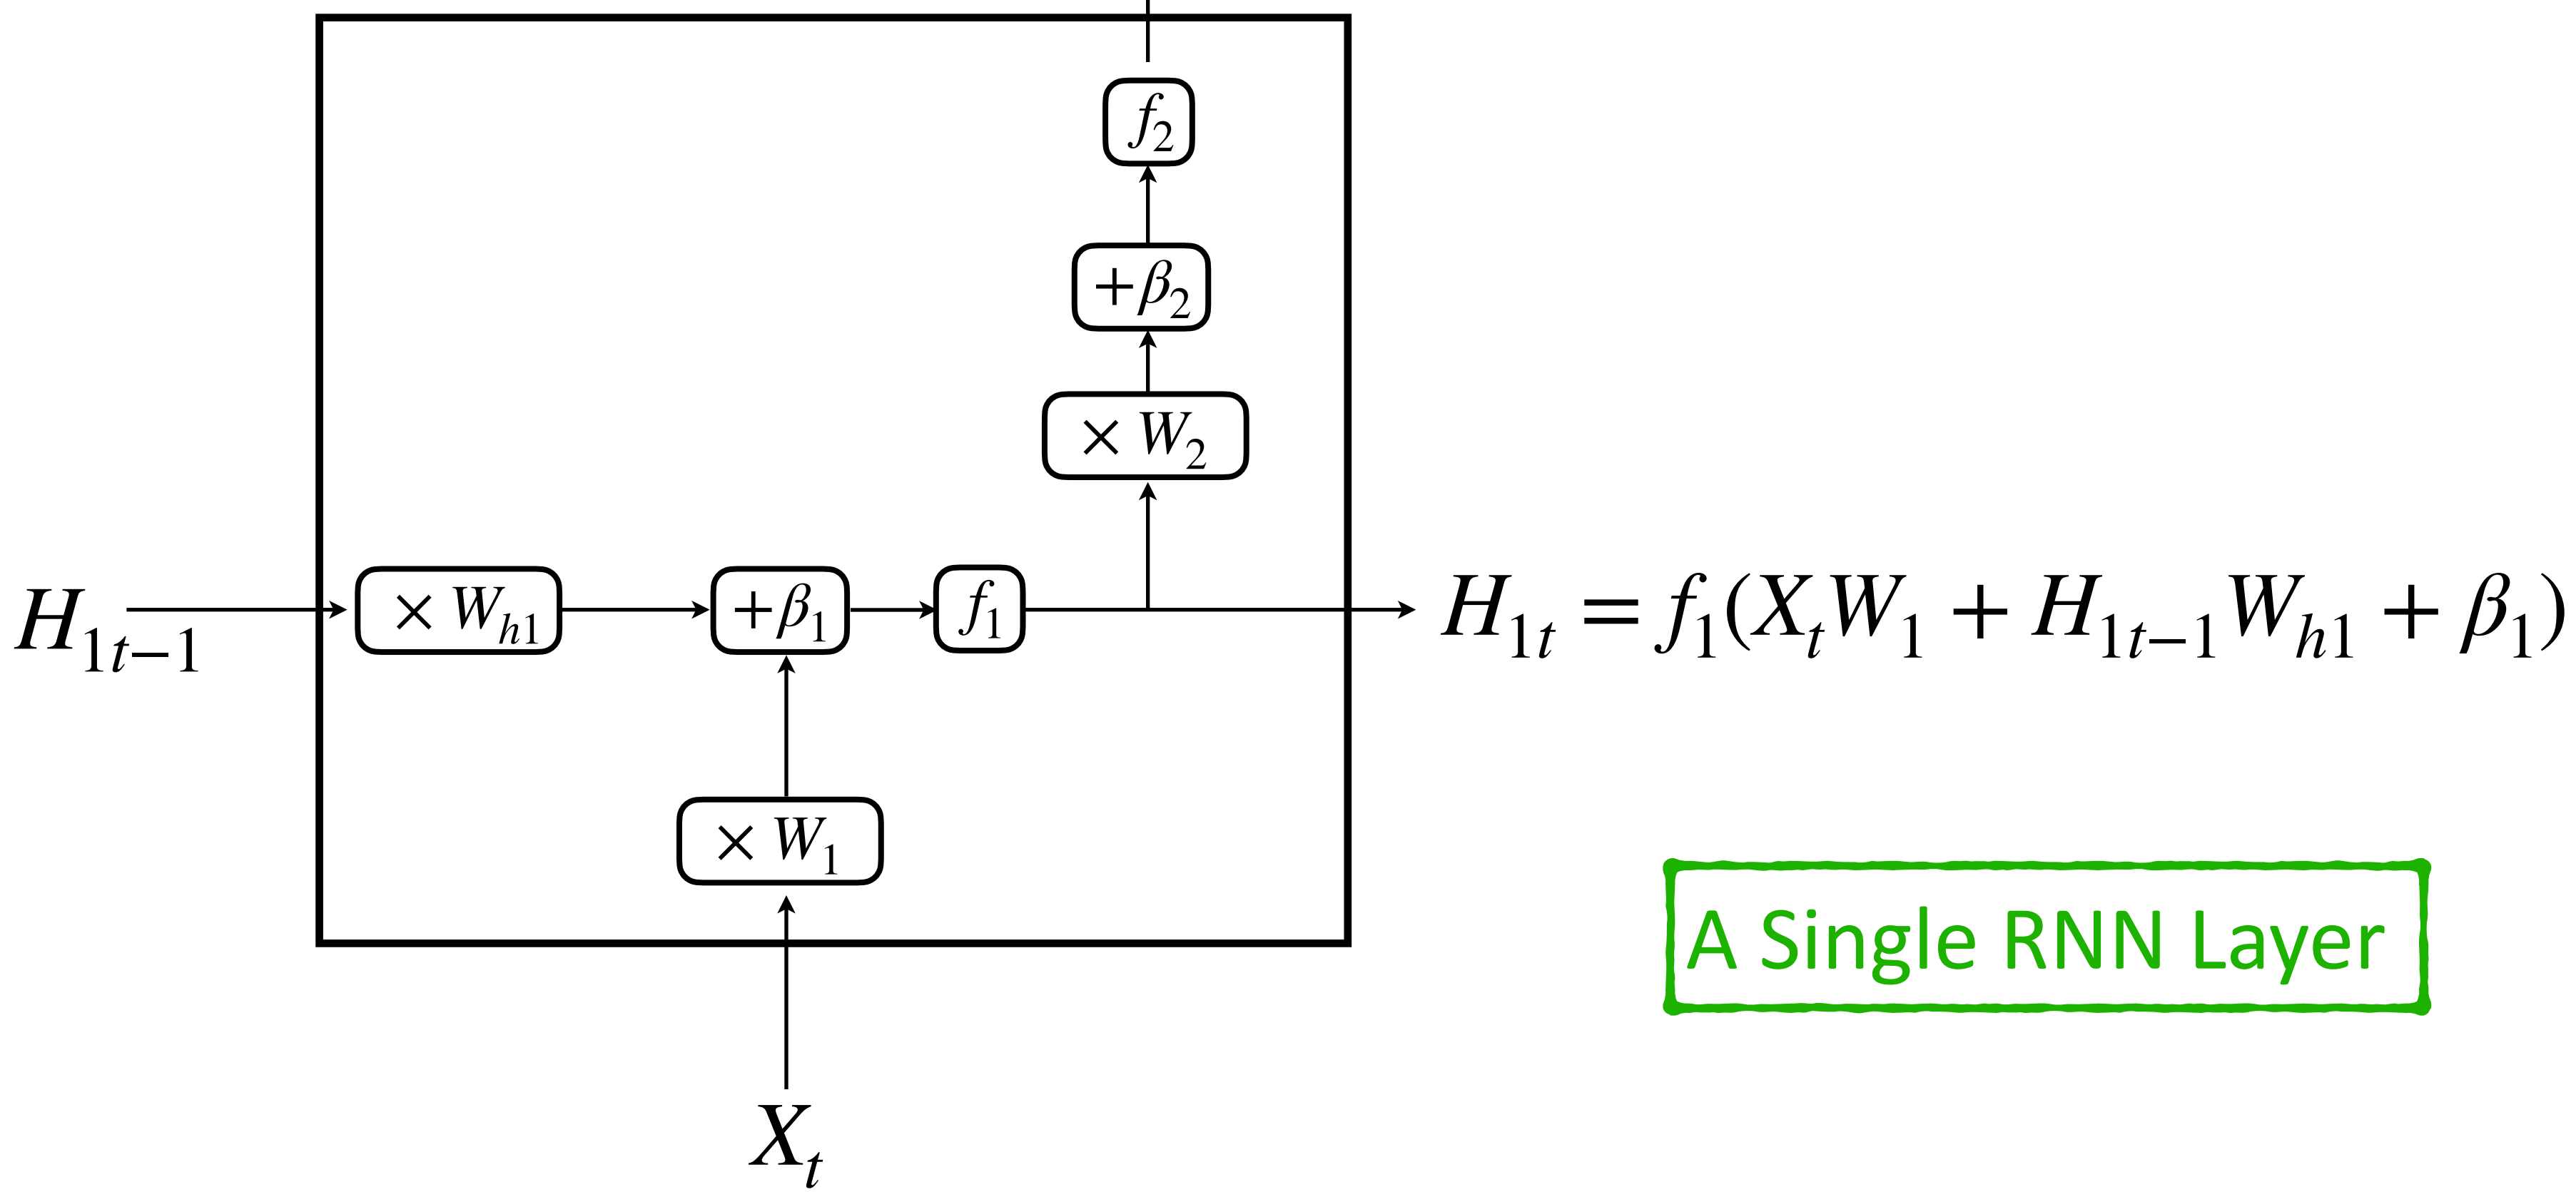 f₂
+β₂
× W₂
H₁ₜ₋₁
× Wₕ₁
+β₁
f₁
H₁ₜ = f₁(XₜW₁ + H₁ₜ₋₁Wₕ₁ + β₁)
× W₁
A Single RNN Layer
Xₜ